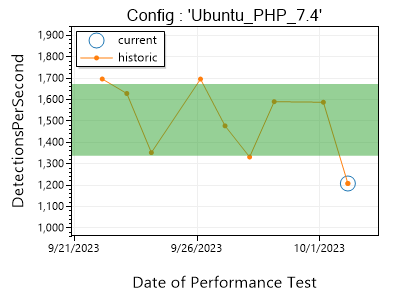 Config : 'Ubuntu_PHP_7.4'
current
historic
DetectionsPerSecond
1,900
1,800
1,700
1,600
1,500
1,400
1,300
1,200
1,100
1,000
9/21/2023
9/26/2023
10/1/2023
Date of Performance Test